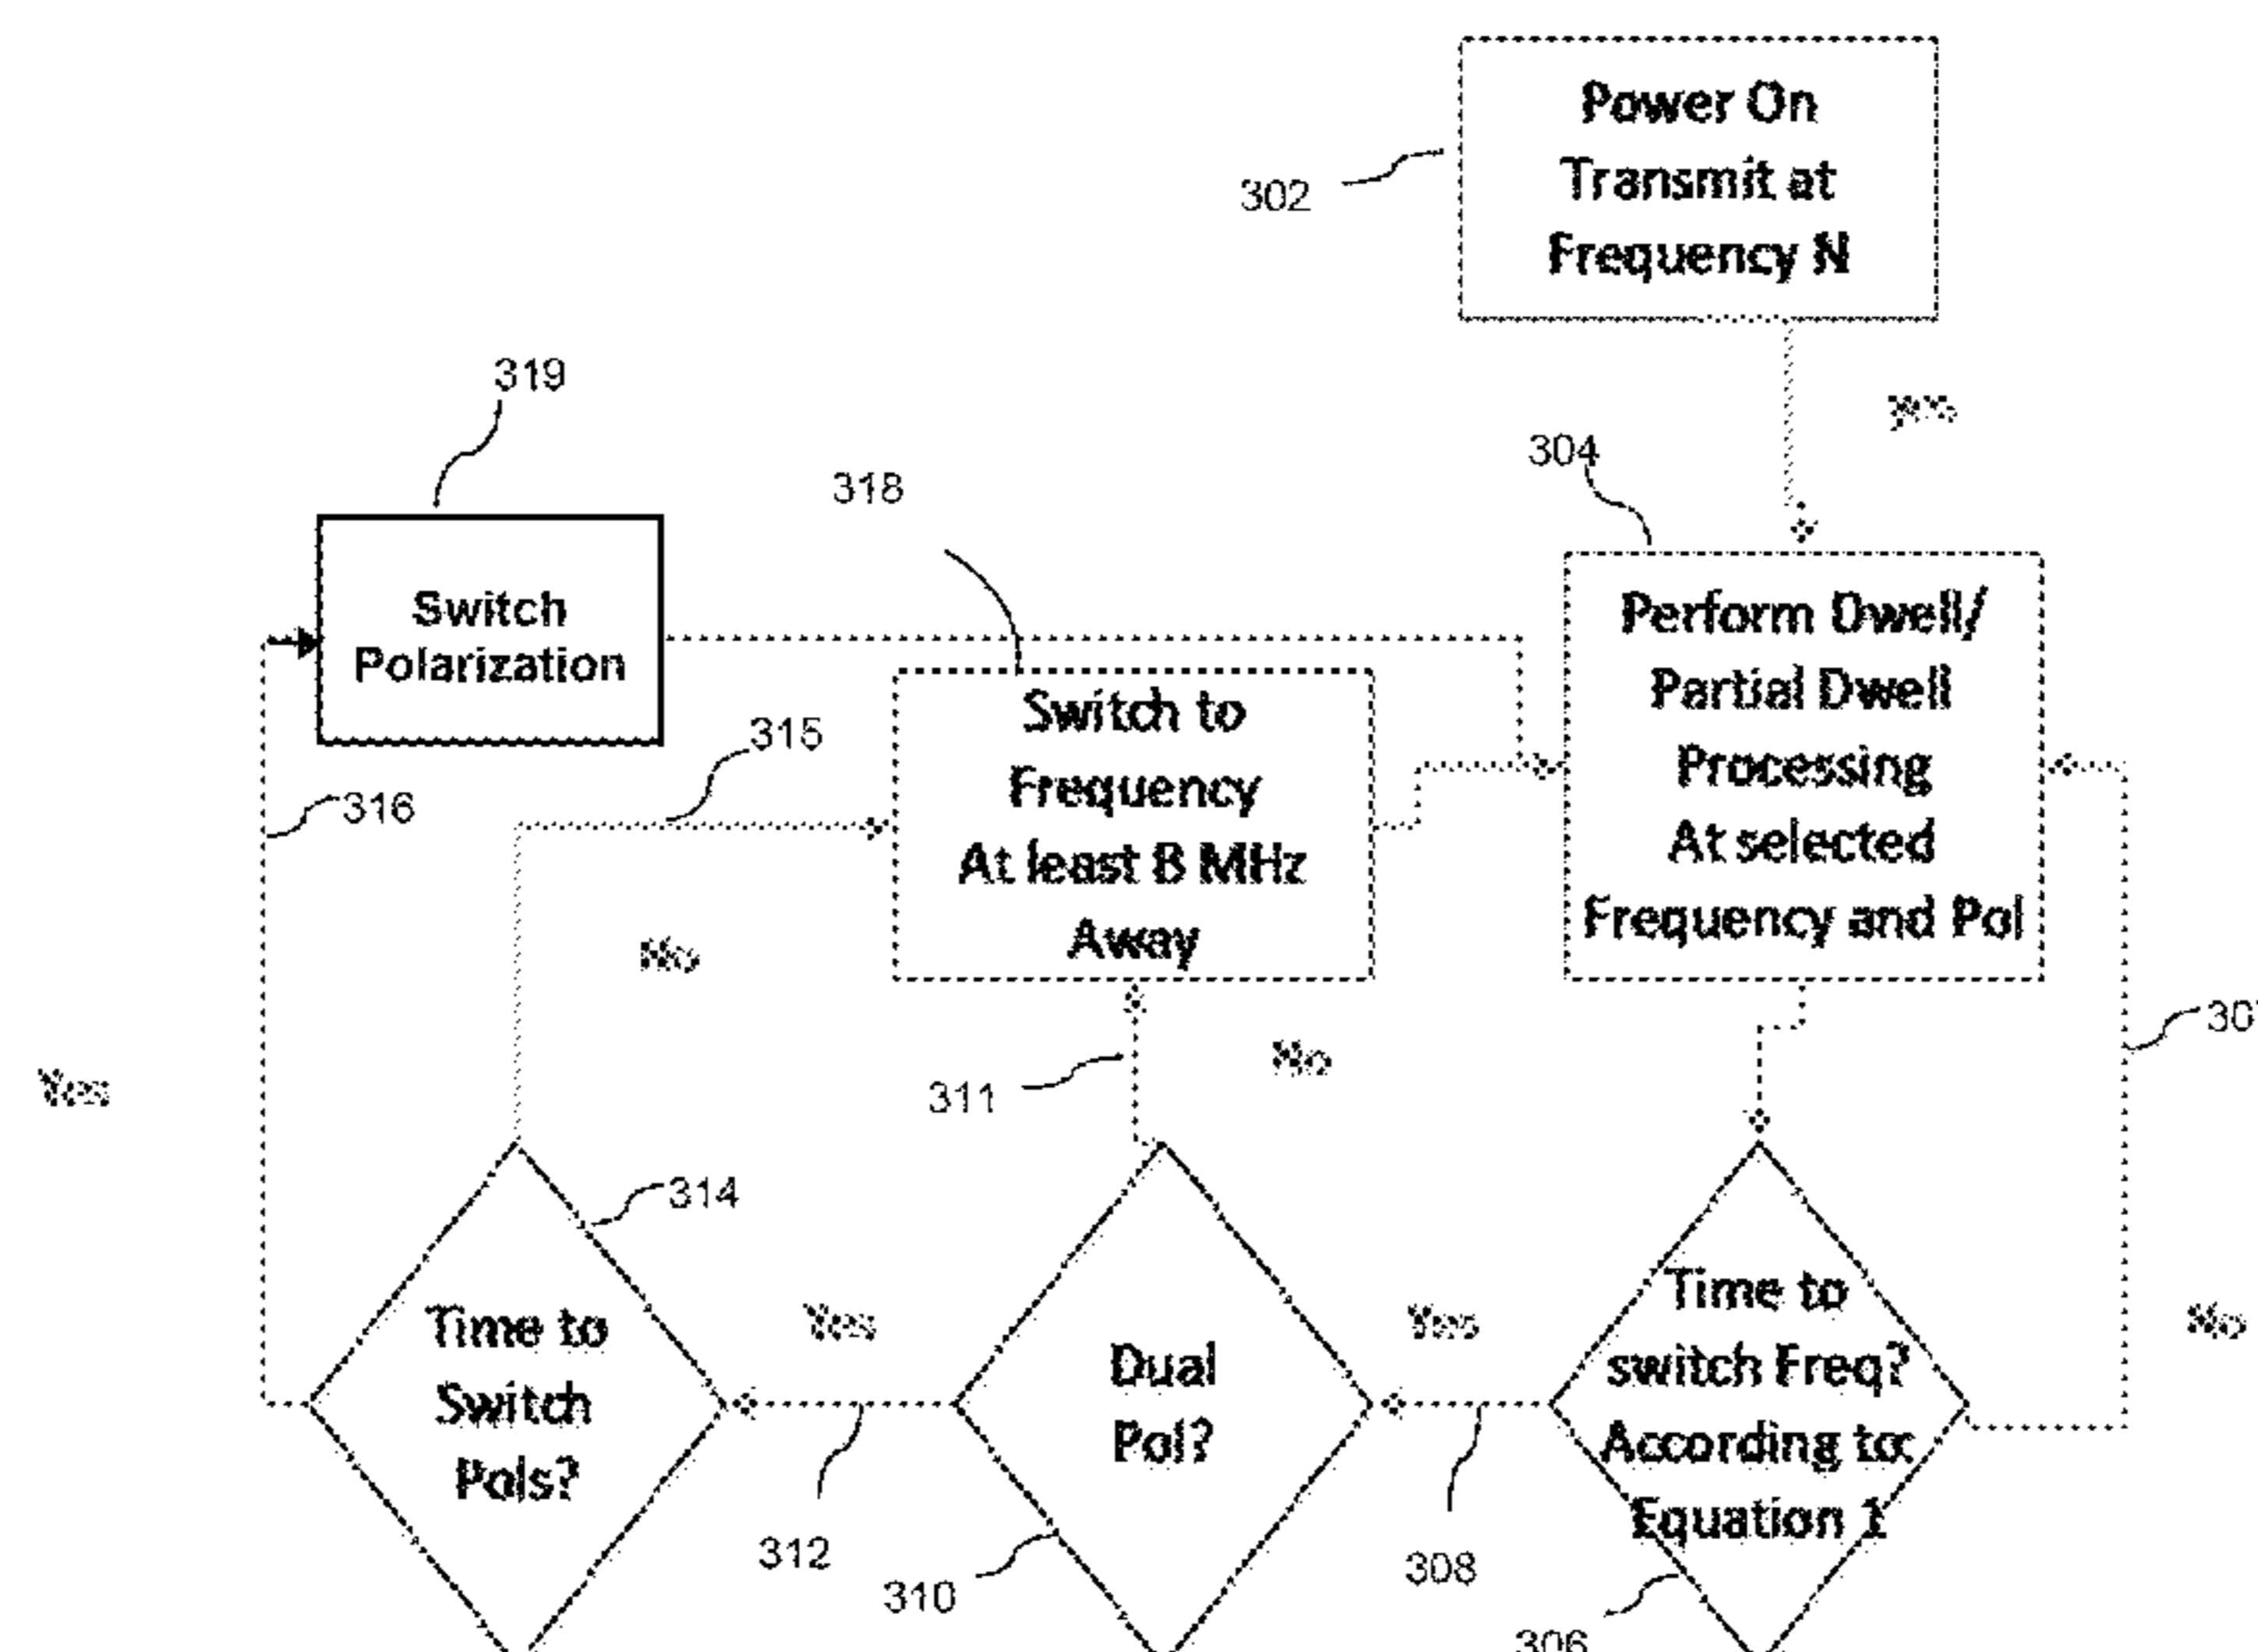 Power On
Transmit at
Frequency N
302
yes
319
304
318
Switch
Polarization
Perform Dwell/
Partial Dwell
Processing
At selected
Frequency and Pol
Switch to
Frequency
At least B MHz
Away
315
316
No
No
311
Yes
314
Time to
Switch
Pols?
Yes
312
Dual
Pol?
310
Yes
308
Time to
switch Freq?
According to:
Equation 1
306
No